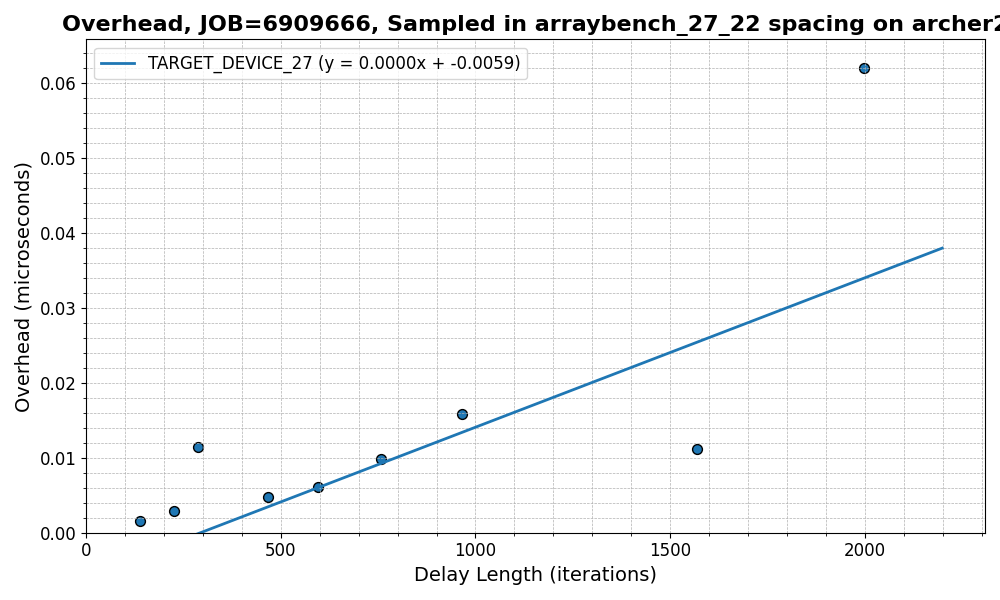 Overhead, JOB=6909666, Sampled in arraybench_27_22 spacing on archer2
TARGET_DEVICE_27 (y = 0.0000x + -0.0059)
Overhead (microseconds)
0.06
0.05
0.04
0.03
0.02
0.01
0.00
0 500 1000 1500 2000
Delay Length (iterations)